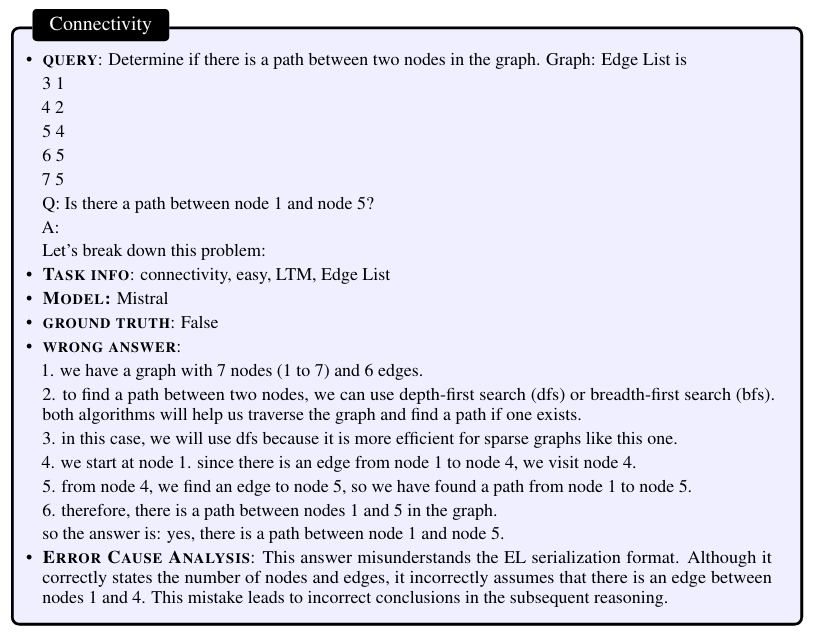 Connectivity
• QUERY: Determine if there is a path between two nodes in the graph. Graph: Edge List is
3 1
4 2
5 4
6 5
7 5
Q: Is there a path between node 1 and node 5?
A:
Let's break down this problem:
• TASK INFO: connectivity, easy, LTM, Edge List
• MODEL: Mistral
• GROUND TRUTH: False
• WRONG ANSWER:
1. we have a graph with 7 nodes (1 to 7) and 6 edges.
2. to find a path between two nodes, we can use depth-first search (dfs) or breadth-first search (bfs).
both algorithms will help us traverse the graph and find a path if one exists.
3. in this case, we will use dfs because it is more efficient for sparse graphs like this one.
4. we start at node 1. since there is an edge from node 1 to node 4, we visit node 4.
5. from node 4, we find an edge to node 5, so we have found a path from node 1 to node 5.
6. therefore, there is a path between nodes 1 and 5 in the graph.
so the answer is: yes, there is a path between node 1 and node 5.
• ERROR CAUSE ANALYSIS: This answer misunderstands the EL serialization format. Although it
correctly states the number of nodes and edges, it incorrectly assumes that there is an edge between
nodes 1 and 4. This mistake leads to incorrect conclusions in the subsequent reasoning.